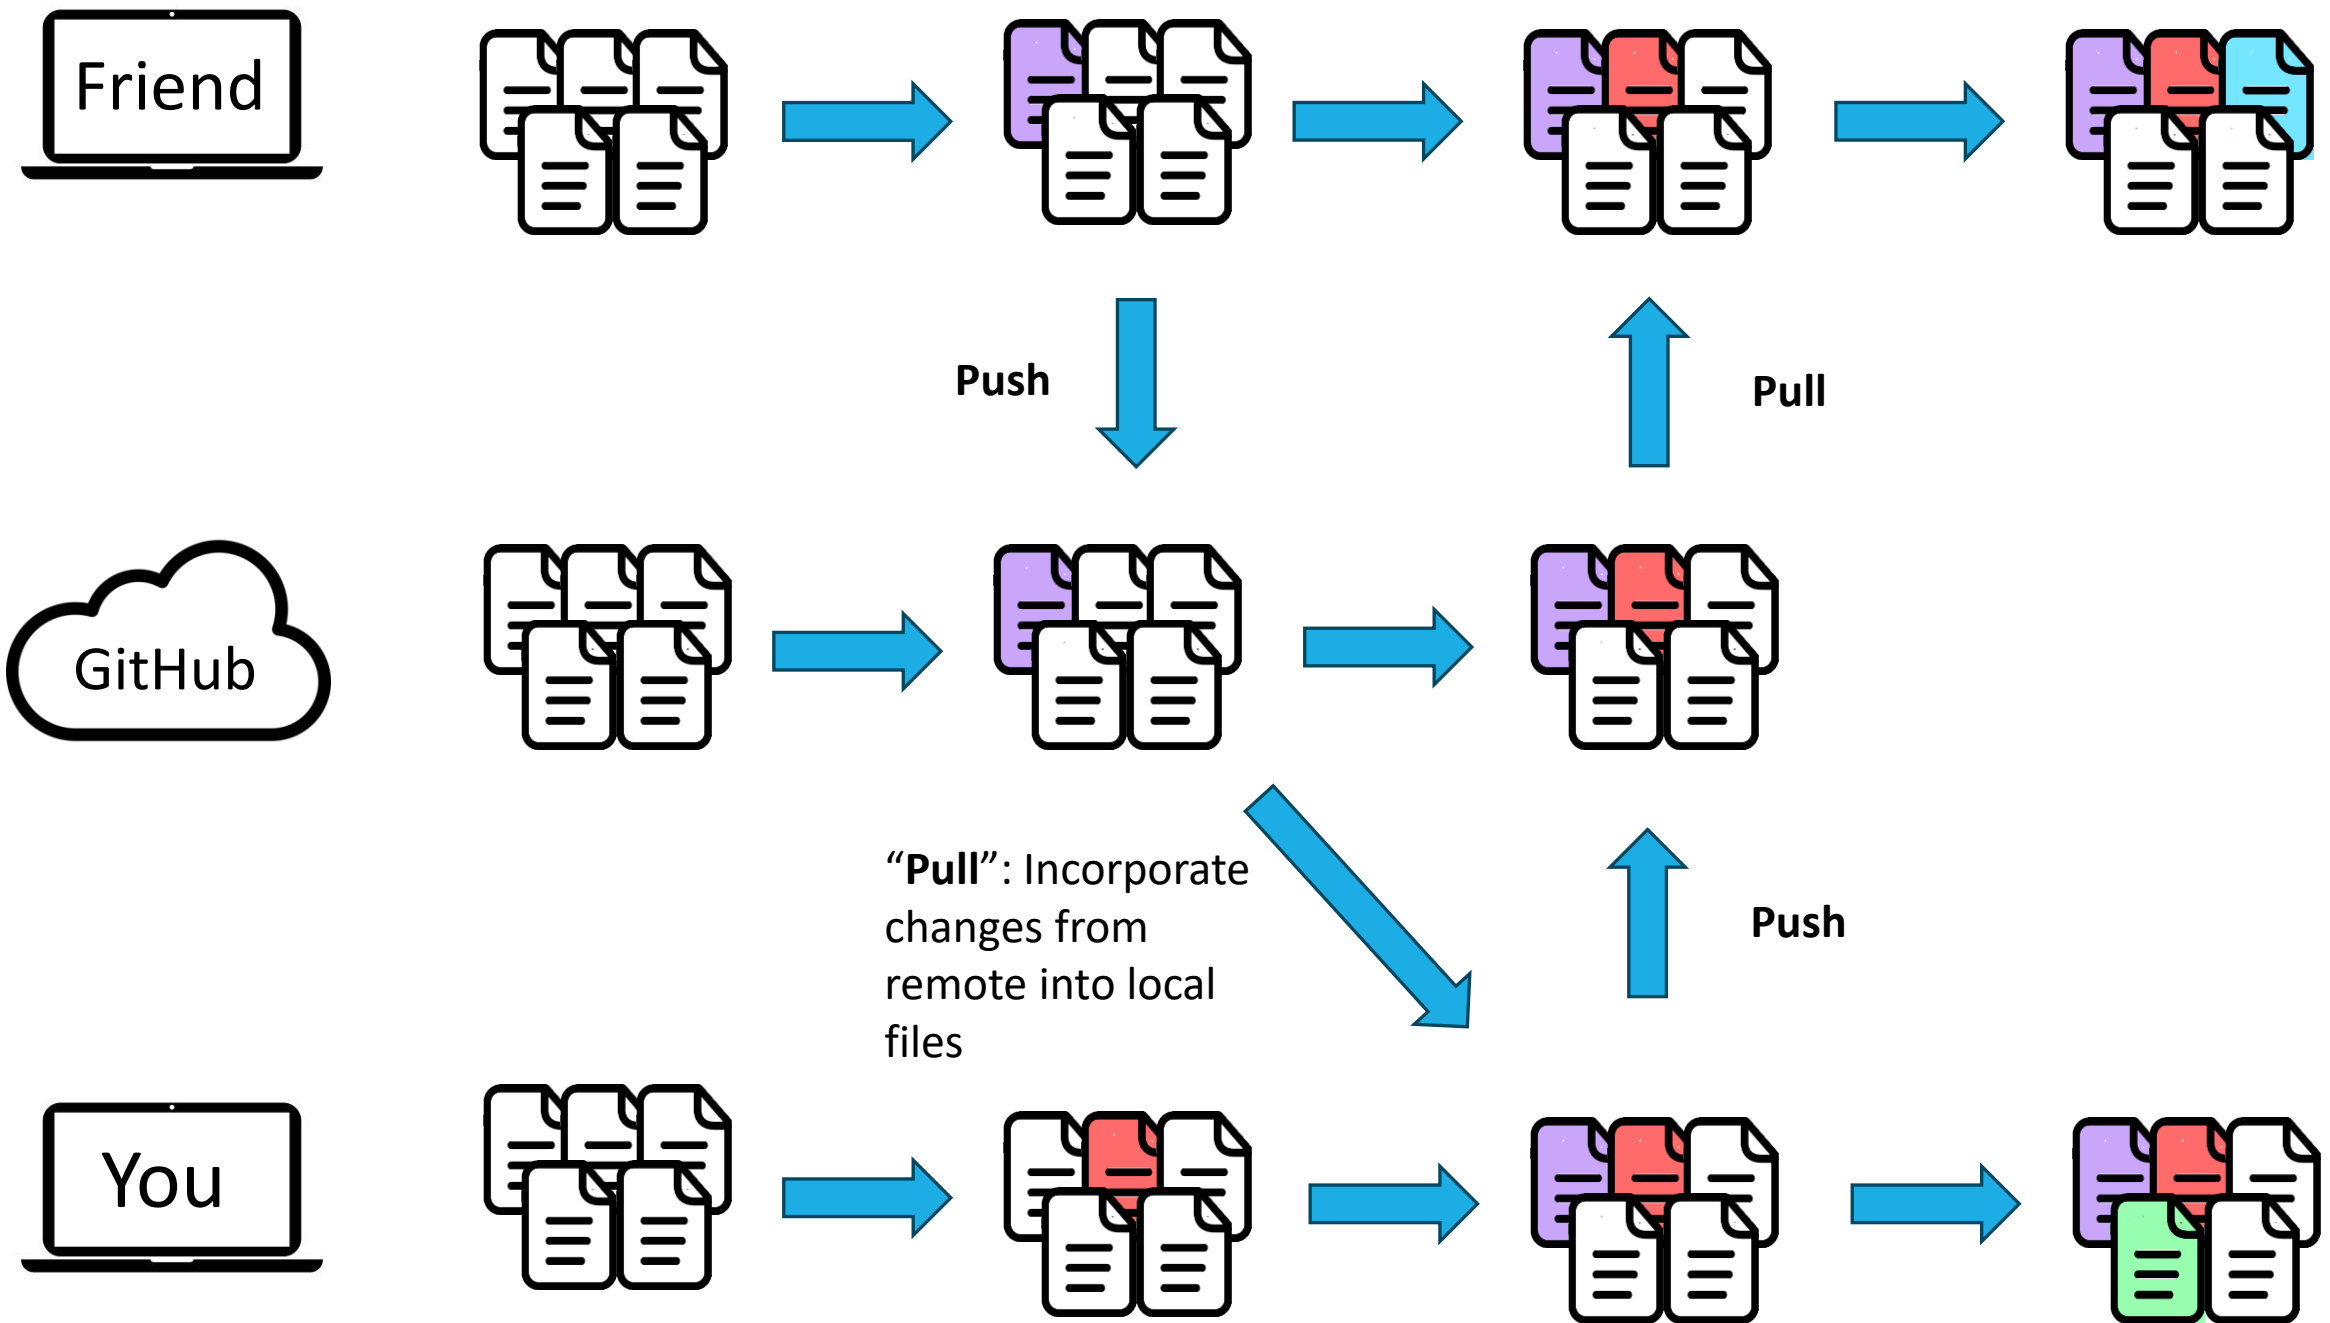 Friend
Push
Pull
GitHub
“Pull”: Incorporate
changes from
remote into local
files
Push
You